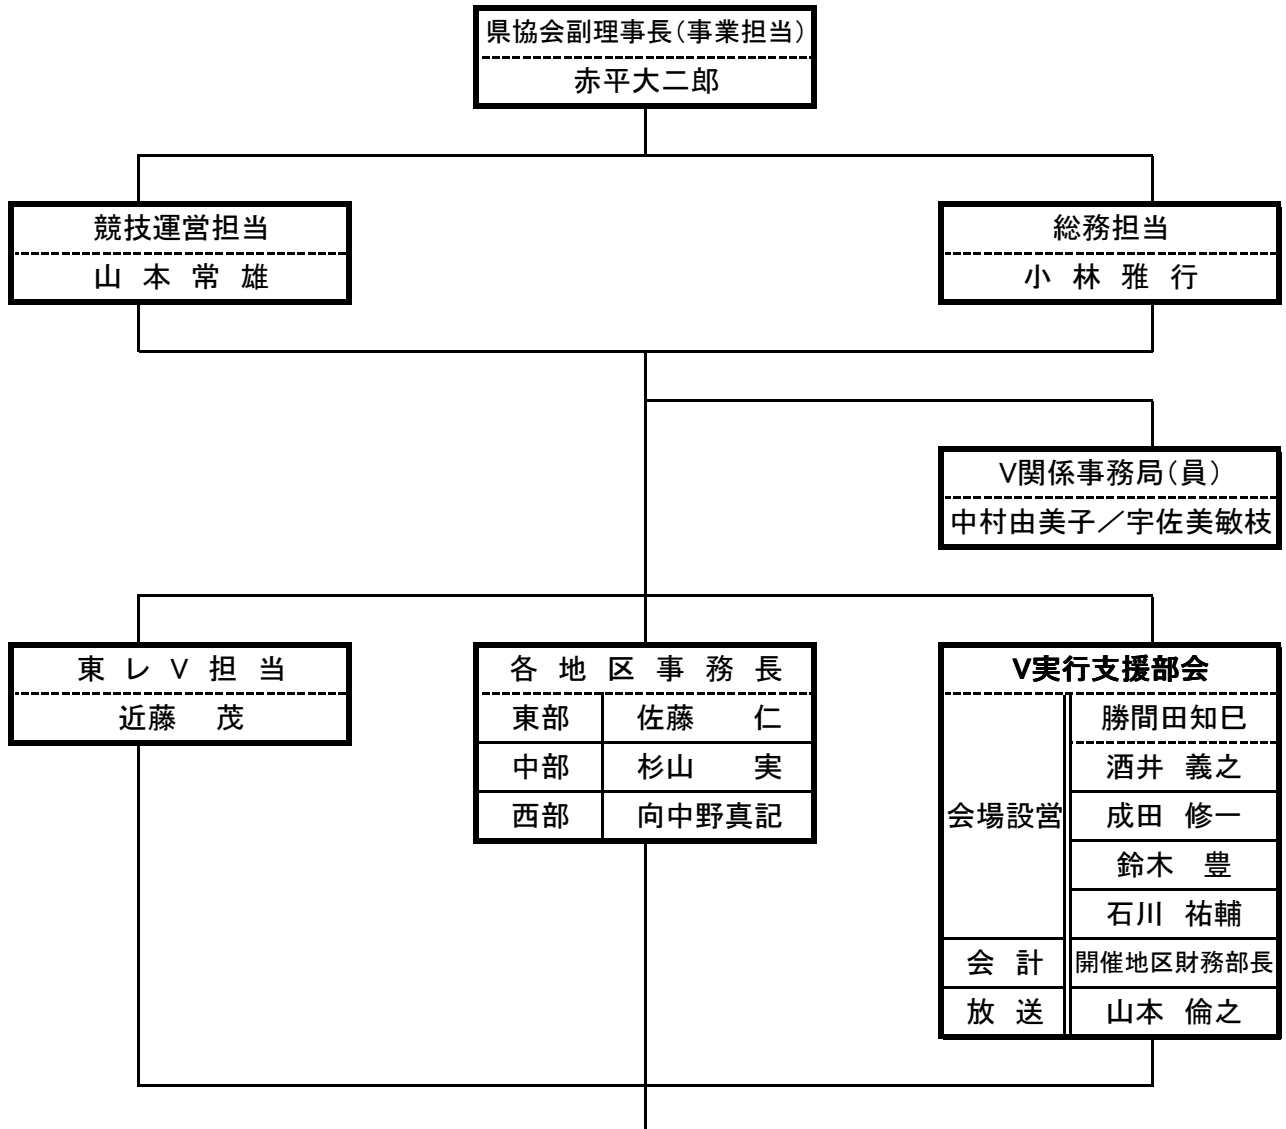 県協会副理事長(事業担当)
赤平大二郎
競技運営担当
山 本 常 雄
総務担当
小 林 雅 行
V関係事務局(員)
中村由美子／宇佐美敏枝
東 レ V 担 当
近藤　茂
各 地 区 事 務 長
東部 佐藤　仁
中部 杉山　実
西部 向中野真記
V実行支援部会
会場設営
勝間田知巳
酒井 義之
成田 修一
鈴木　豊
石川 祐輔
会 計 開催地区財務部長
放 送 山本 倫之